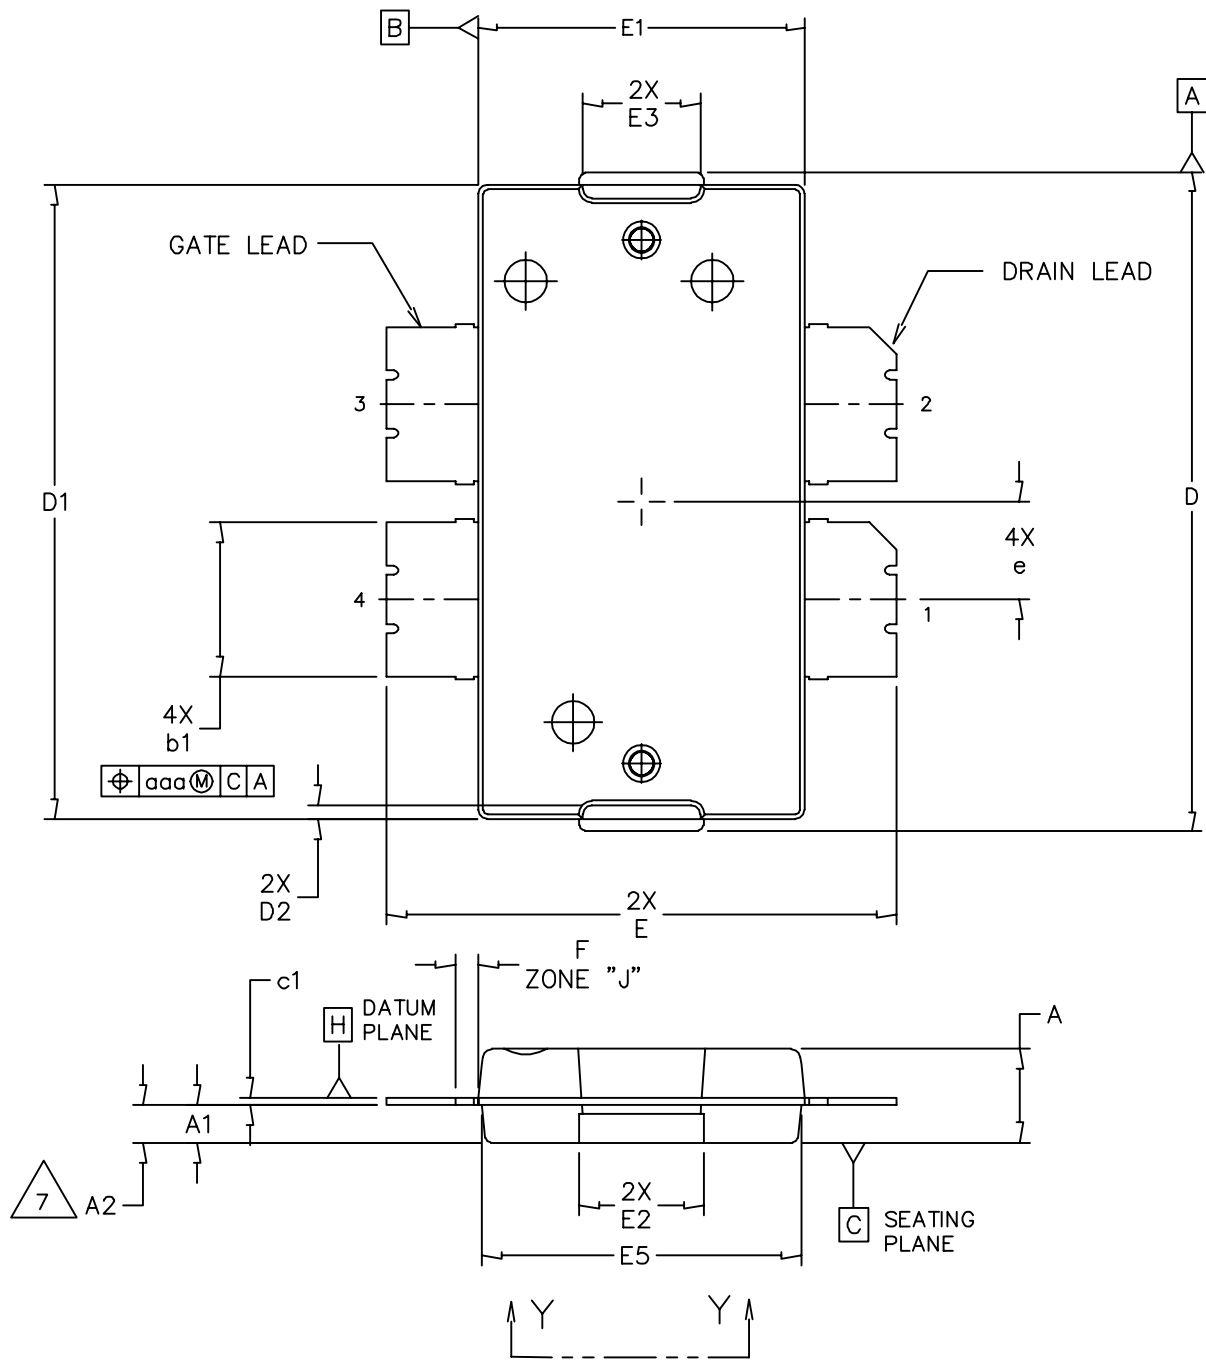 B
E1
2X
E3
A
GATE LEAD
DRAIN LEAD
3
2
D1
D
4X
e
4
1
4X
b1
⌖ aaa Ⓜ C A
2X
D2
2X
E
F
ZONE "J"
c1
H
DATUM
PLANE
A
A1
7
A2
2X
E2
C
SEATING
PLANE
E5
Y
Y